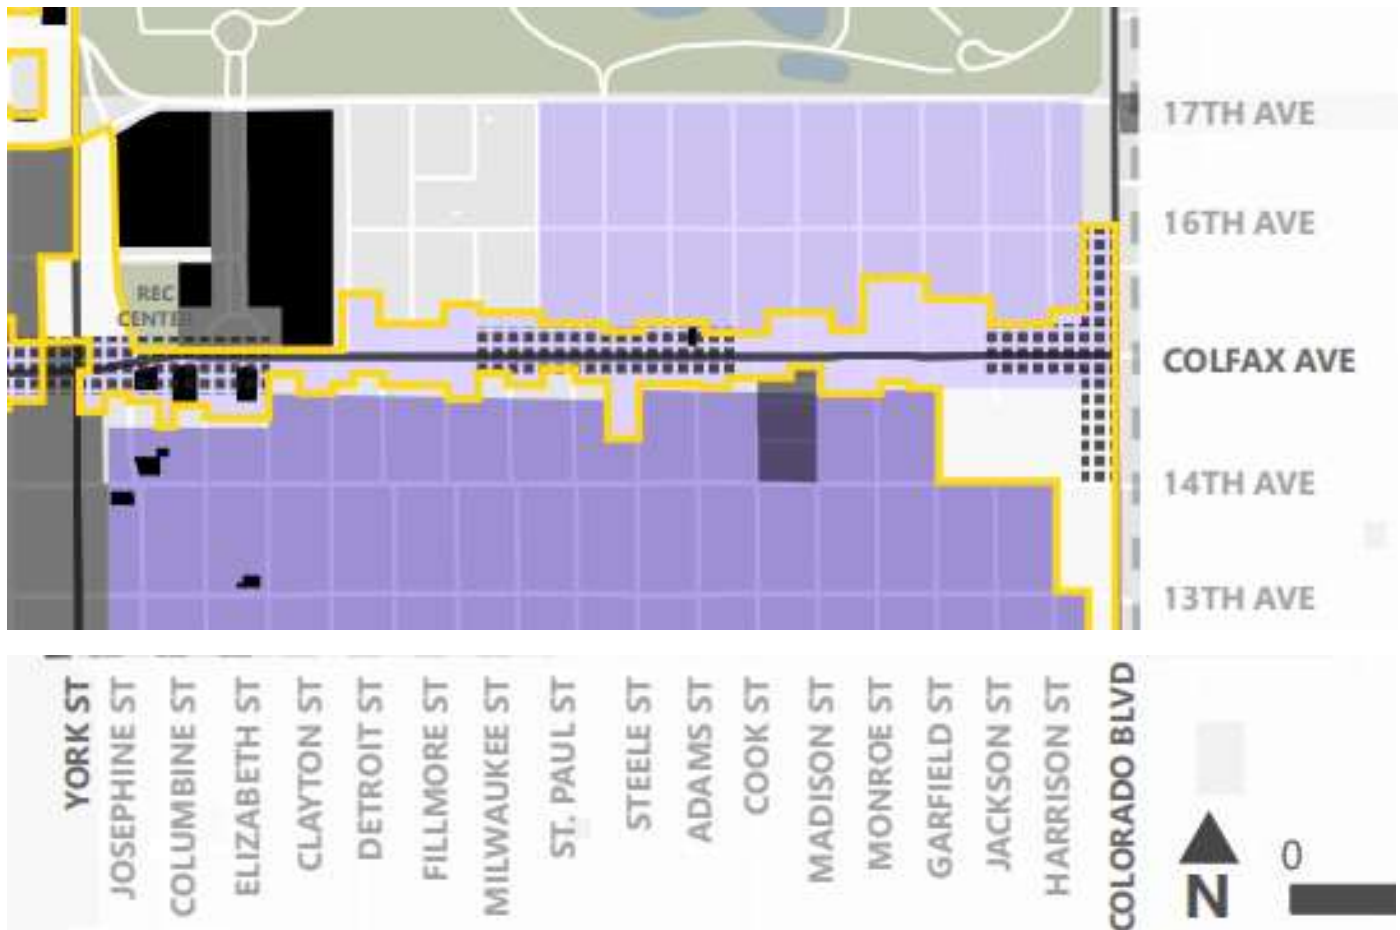 17TH AVE
16TH AVE
REC
CENTER
COLFAX AVE
14TH AVE
13TH AVE
YORK ST
JOSEPHINE ST
COLUMBINE ST
ELIZABETH ST
CLAYTON ST
DETROIT ST
FILLMORE ST
MILWAUKEE ST
ST. PAUL ST
STEELE ST
ADAMS ST
COOK ST
MADISON ST
MONROE ST
GARFIELD ST
JACKSON ST
HARRISON ST
COLORADO BLVD
N
0